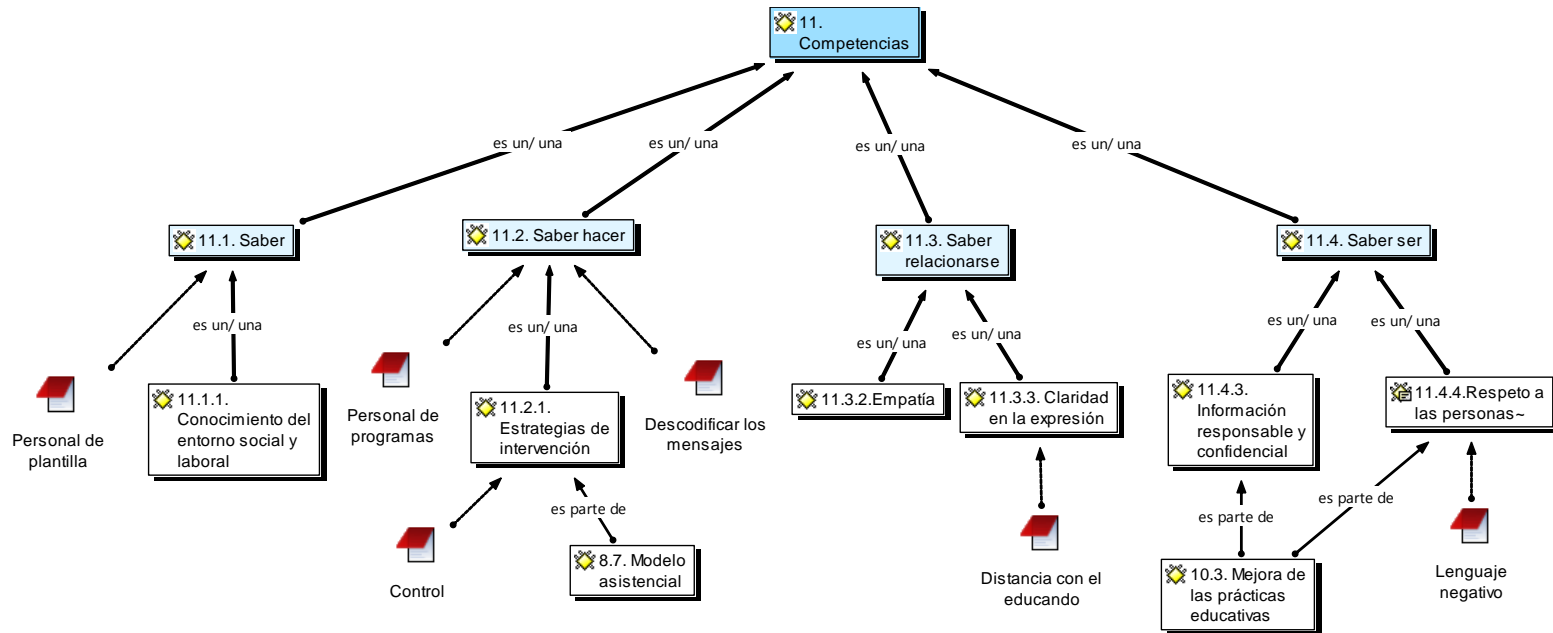 11.
Competencias
es un/ una
es un/ una
es un/ una
es un/ una
11.1. Saber
11.2. Saber hacer
11.3. Saber
relacionarse
11.4. Saber ser
es un/ una
es un/ una
es un/ una
es un/ una
es un/ una
es un/ una
Personal de
plantilla
11.1.1.
Conocimiento del
entorno social y
laboral
Personal de
programas
11.2.1.
Estrategias de
intervención
Descodificar los
mensajes
11.3.2.Empatía
11.3.3. Claridad
en la expresión
11.4.3.
Información
responsable y
confidencial
11.4.4.Respeto a
las personas~
es parte de
es parte de
es parte de
Control
8.7. Modelo
asistencial
Distancia con el
educando
10.3. Mejora de
las prácticas
educativas
Lenguaje
negativo